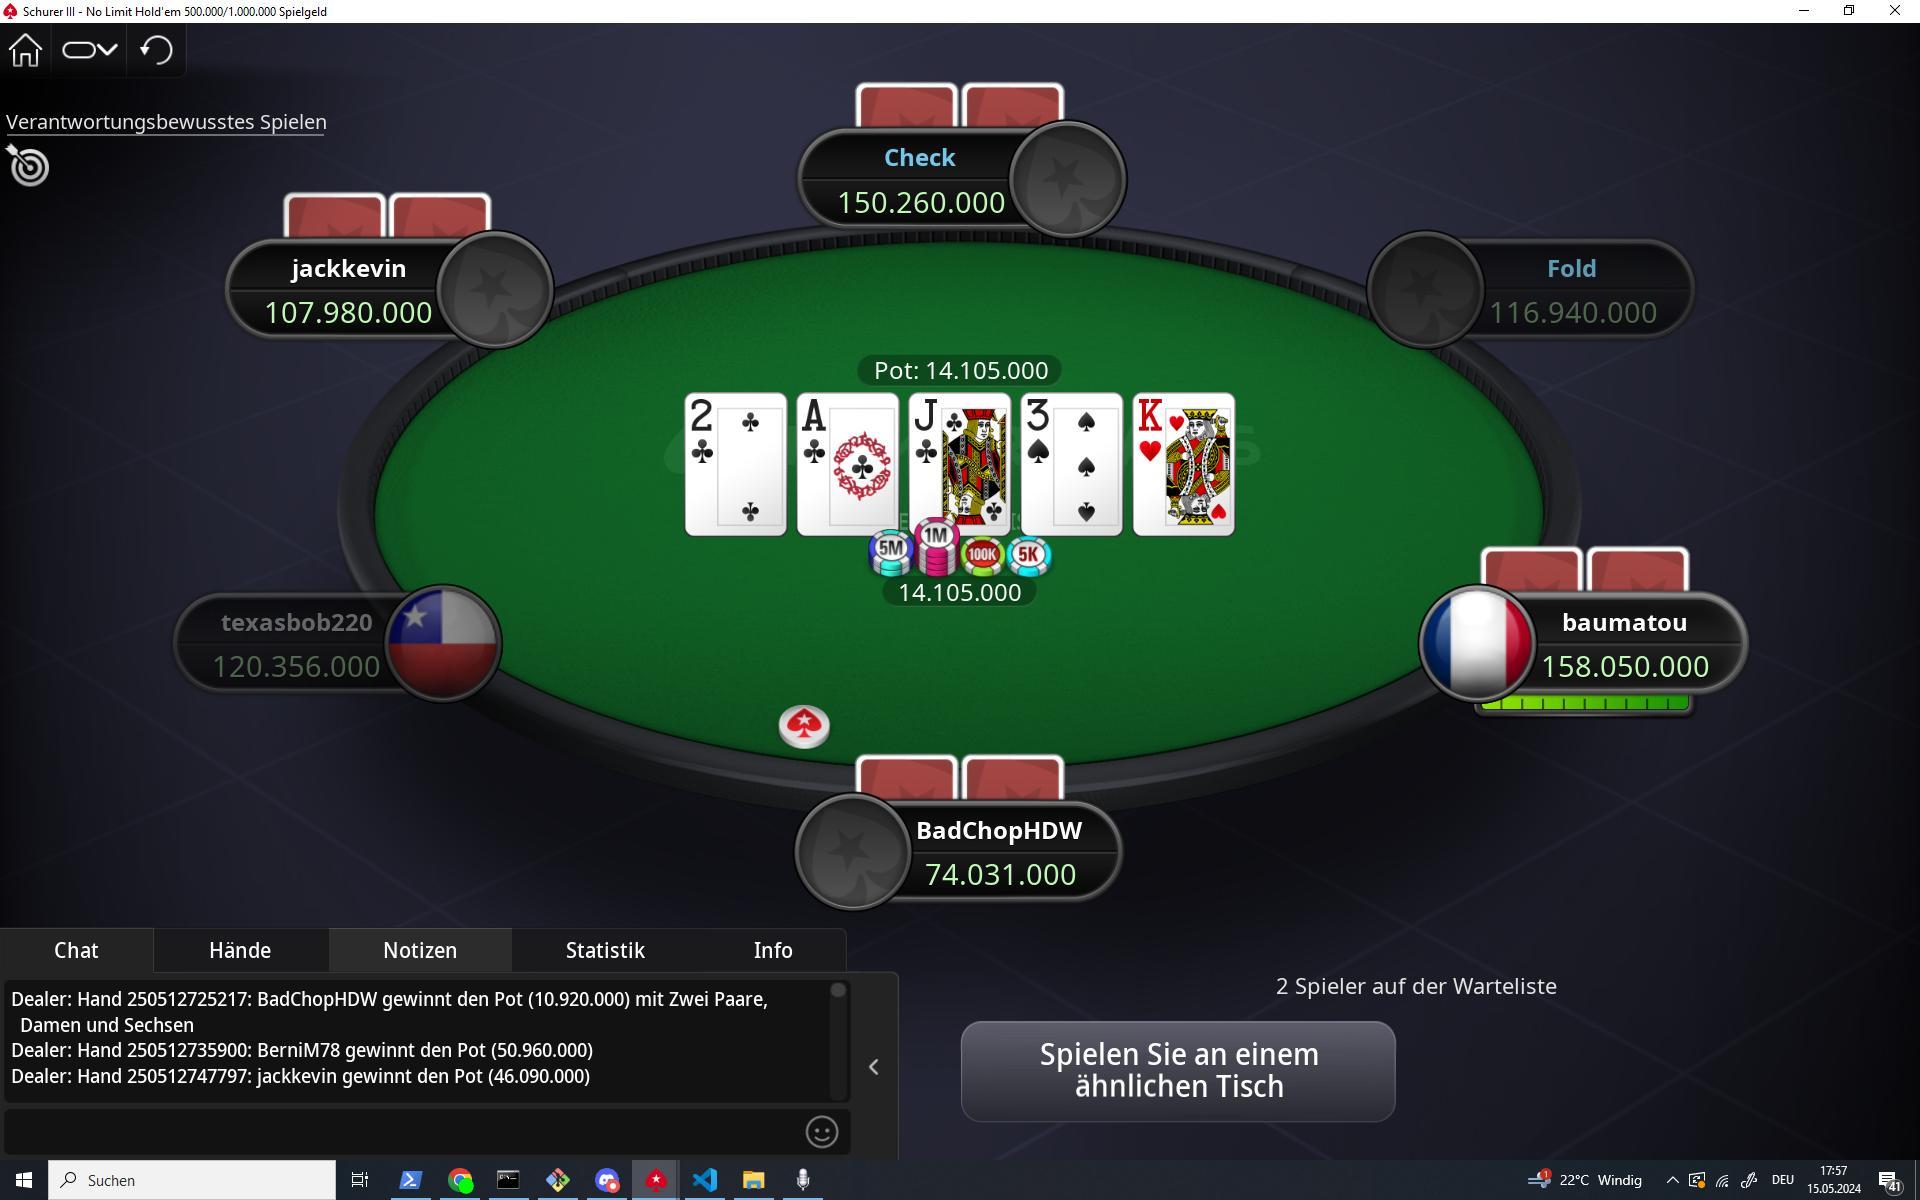 Schurer III - No Limit Hold'em 500.000/1.000.000 Spielgeld
Verantwortungsbewusstes Spielen
Check
150.260.000
jackkevin
107.980.000
Fold
116.940.000
Pot: 14.105.000
2
A
J
3
K
5M
1M
100K
5K
14.105.000
texasbob220
120.356.000
baumatou
158.050.000
BadChopHDW
74.031.000
Chat
Hände
Notizen
Statistik
Info
Dealer: Hand 250512725217: BadChopHDW gewinnt den Pot (10.920.000) mit Zwei Paare,
Damen und Sechsen
Dealer: Hand 250512735900: BerniM78 gewinnt den Pot (50.960.000)
Dealer: Hand 250512747797: jackkevin gewinnt den Pot (46.090.000)
2 Spieler auf der Warteliste
Spielen Sie an einem
ähnlichen Tisch
Suchen
1
22°C Windig
DEU
17:57
15.05.2024
41